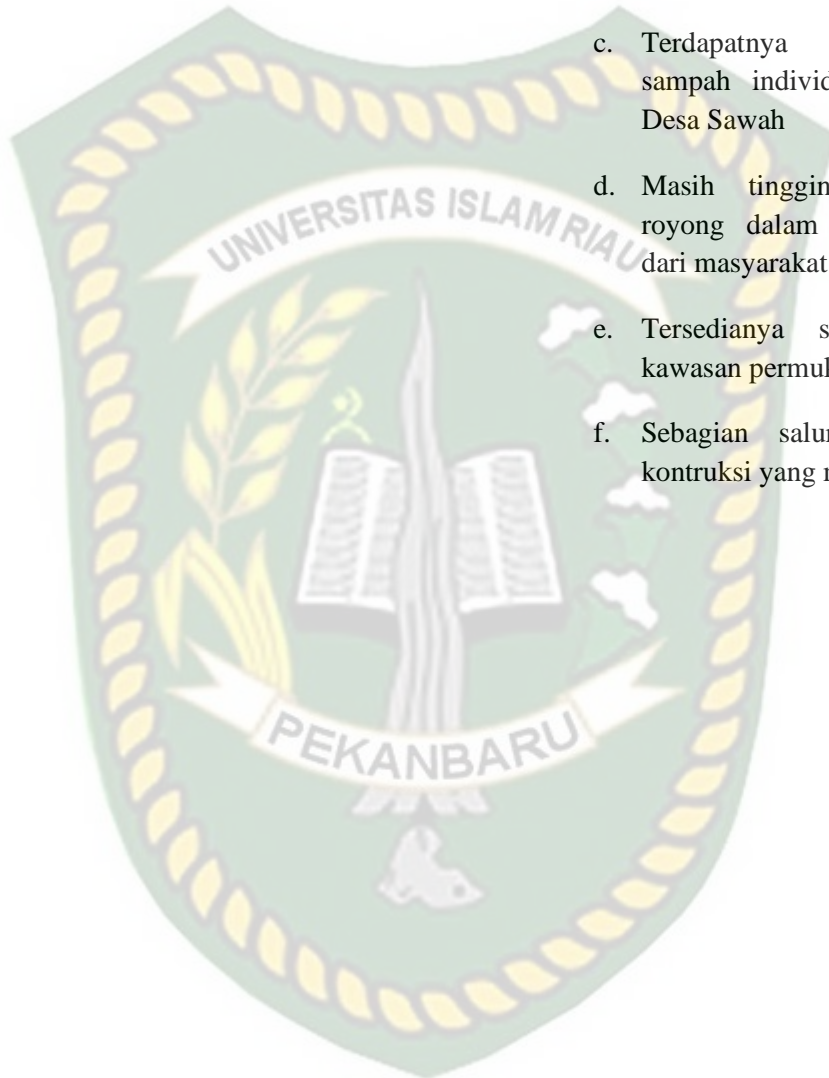 c. Terdapatnya
sampah individ
Desa Sawah
d. Masih tinggin
royong dalam
dari masyarakat
e. Tersedianya s
kawasan permul
f. Sebagian salur
kontruksi yang
UNIVERSITAS ISLAM RIAU
PEKANBARU